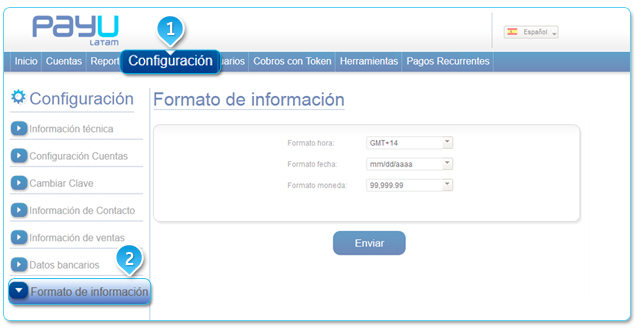 PayU
LATAM
1
Español
Inicio Cuentas Report Configuración arios Cobros con Token Herramientas Pagos Recurrentes
Configuración
Información técnica
Configuración Cuentas
Cambiar Clave
Información de Contacto
Información de ventas
Datos bancarios
2
Formato de información
Formato de información
Formato hora: GMT+14
Formato fecha: mm/dd/aaaa
Formato moneda: 99,999.99
Enviar